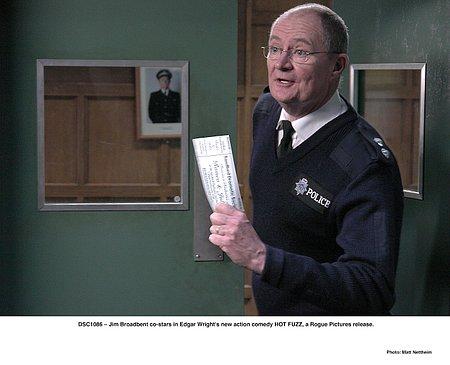 POLICE
DSC1086 – Jim Broadbent co-stars in Edgar Wright's new action comedy HOT FUZZ, a Rogue Pictures release.
Photo: Matt Nettheim